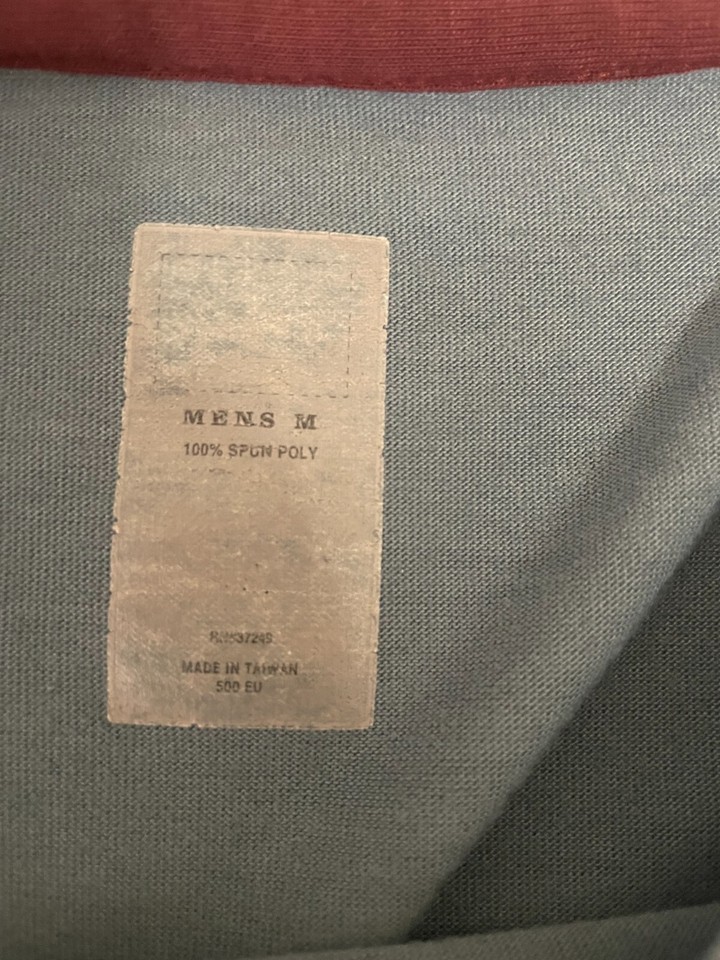 MENS M
100% SPUN POLY
MADE IN TAIWAN
500 EU